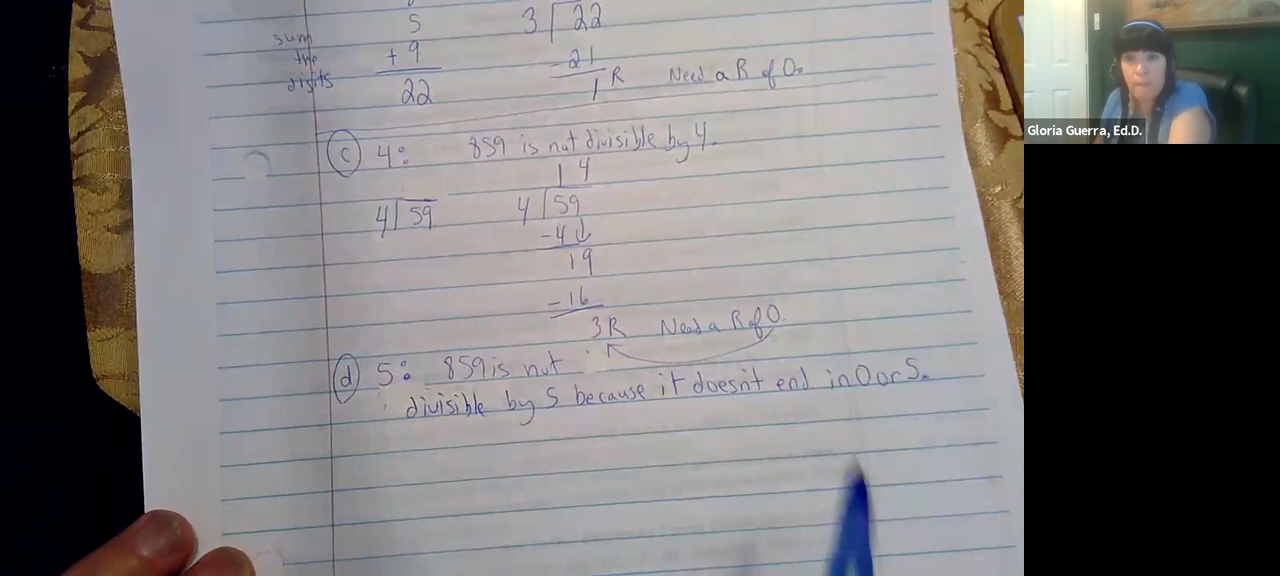 5 3 22
sum + 9 - 21
the 22 1 R Need a R of 0.
digits
c 4: 859 is not divisible by 4.
14
4 59 4 59
-4
19
-16
3 R Need a R of 0.
d 5: 859 is not
divisible by 5 because it doesn't end in 0 or 5.
Gloria Guerra, Ed.D.